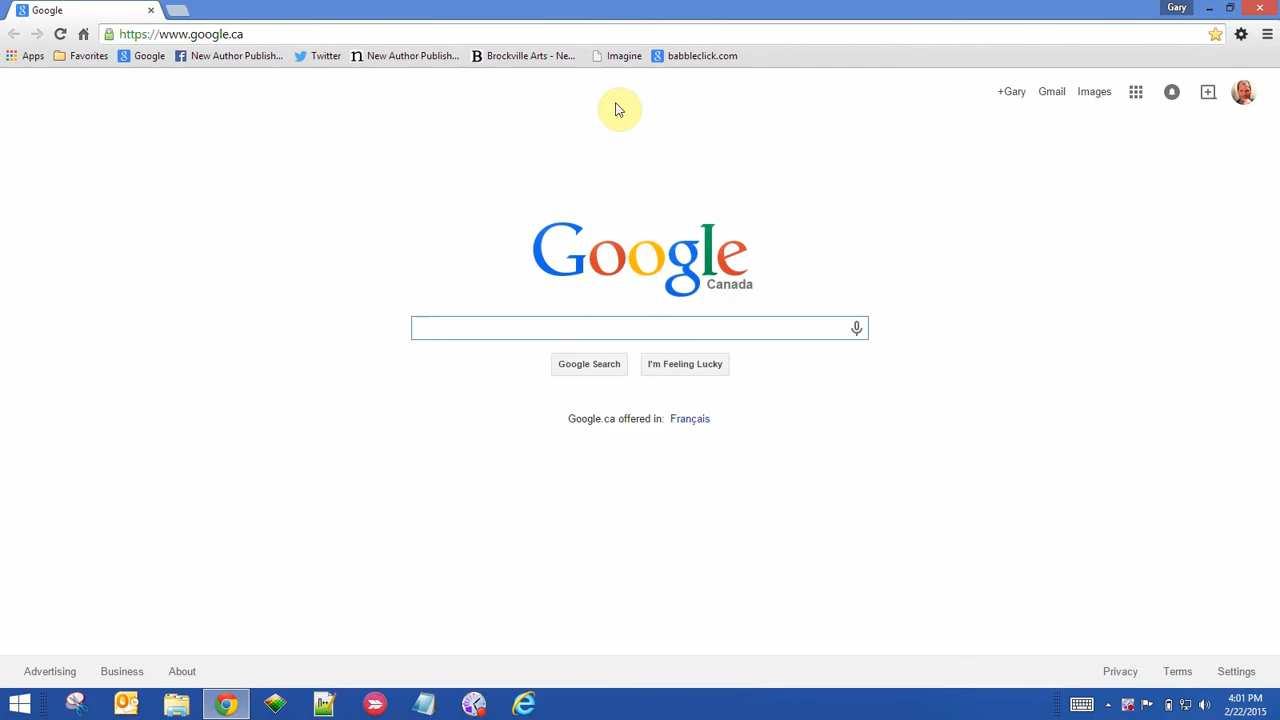 Google
Gary
https://www.google.ca
Apps Favorites Google New Author Publish... Twitter New Author Publish... Brockville Arts - Ne... Imagine babbleclick.com
+Gary Gmail Images
Google
Canada
Google Search I'm Feeling Lucky
Google.ca offered in: Français
Advertising Business About Privacy Terms Settings
4:01 PM
2/22/2015